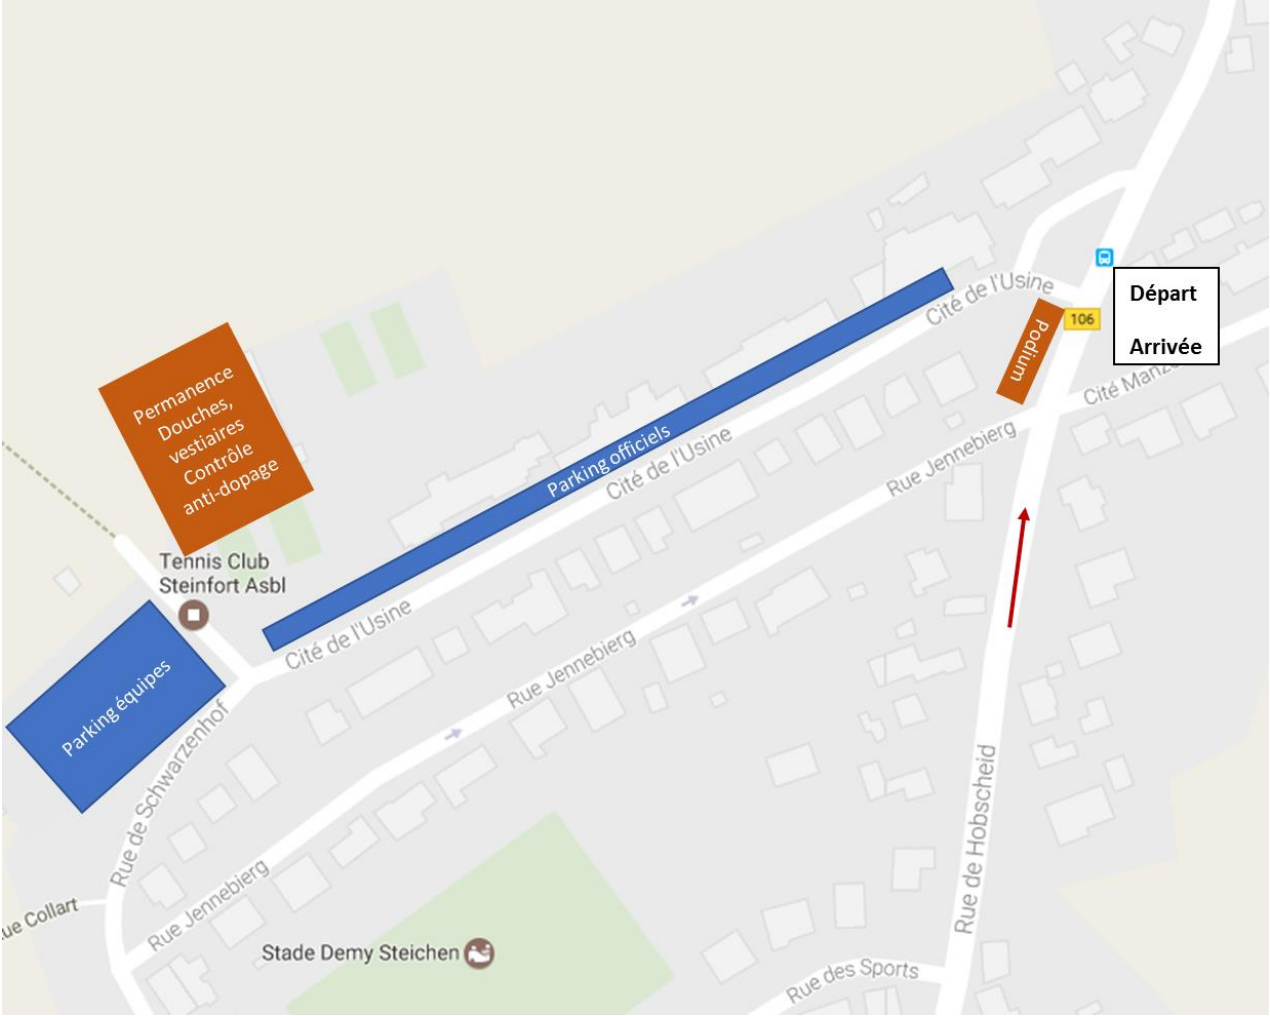 Cité de l'Usine
Départ
Arrivée
106
Podium
Cité Manz
Permanence
Douches,
vestiaires
Contrôle
anti-dopage
Parking officiels
Cité de l'Usine
Rue Jennebierg
Tennis Club
Steinfort Asbl
Cité de l'Usine
Rue Jennebierg
Parking équipes
Rue de Schwarzenhof
Rue de Hobscheid
Rue Jennebierg
ue Collart
Stade Demy Steichen
Rue des Sports